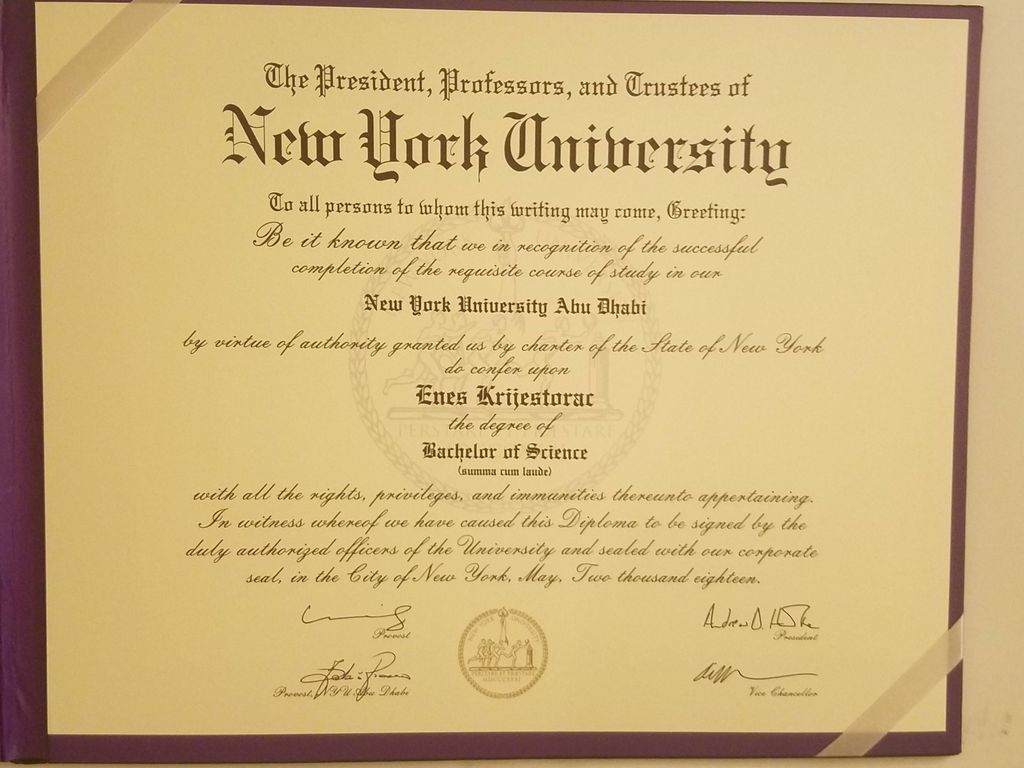 The President, Professors, and Trustees of
New York University
To all persons to whom this writing may come, Greeting:
Be it known that we in recognition of the successful
completion of the requisite course of study in our
New York University Abu Dhabi
by virtue of authority granted us by charter of the State of New York
do confer upon
Enes Krijestorac
the degree of
Bachelor of Science
(summa cum laude)
with all the rights, privileges, and immunities thereunto appertaining.
In witness whereof we have caused this Diploma to be signed by the
duly authorized officers of the University and sealed with our corporate
seal, in the City of New York, May, Two thousand eighteen.
Provost
President
Provost, NYU Abu Dhabi
Vice Chancellor